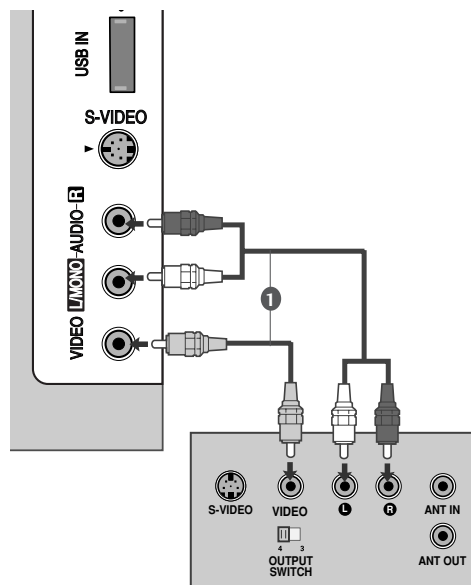 USB IN
S-VIDEO
VIDEO L/MONO-AUDIO-R
1
S-VIDEO
VIDEO
L
R
ANT IN
4 3
OUTPUT
SWITCH
ANT OUT